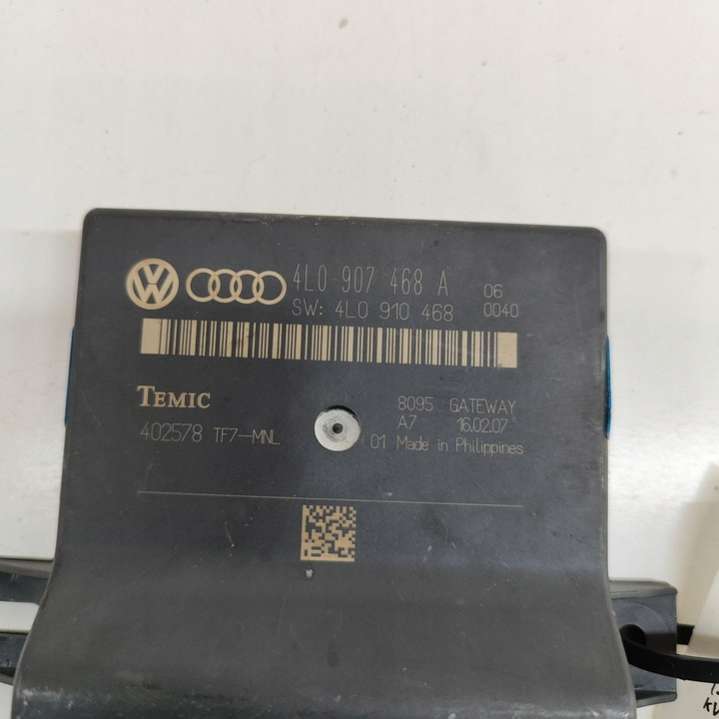 4L0 907 468 A 06
SW: 4L0 910 468 0040
TEMIC
8095 GATEWAY
A7 16.02.07
402578 TF7-MNL
01 Made in Philippines